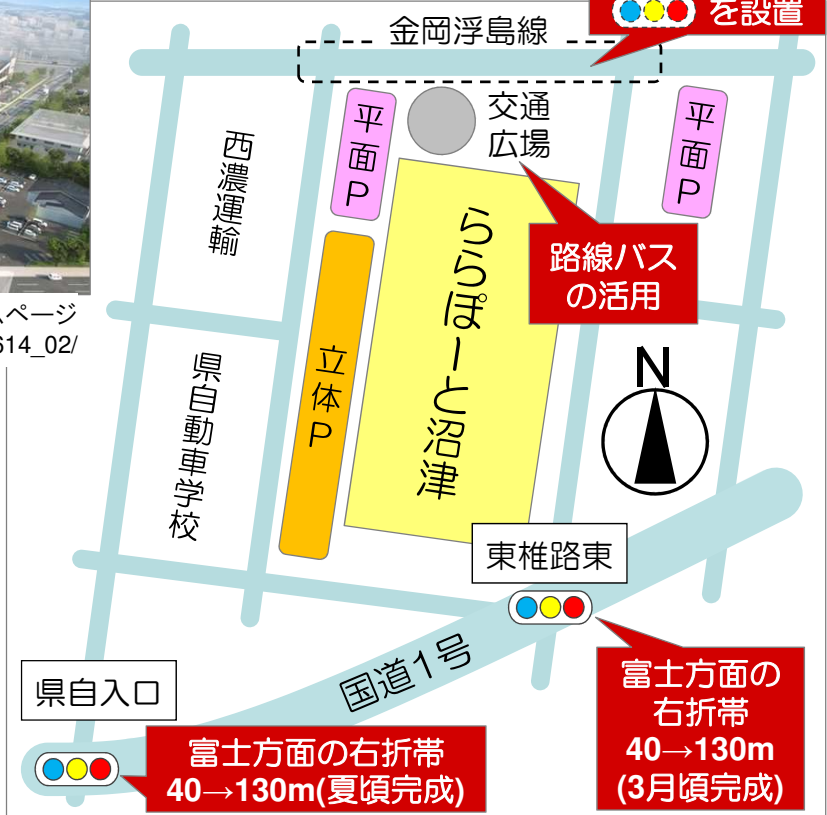 を設置
金岡浮島線
交通
広場
平面P
平面P
西濃運輸
路線バス
の活用
ららぽーと沼津
ムページ
614_02/
立体P
県自動車学校
N
東椎路東
国道1号
県自入口
富士方面の
右折帯
40→130m
(3月頃完成)
富士方面の右折帯
40→130m(夏頃完成)